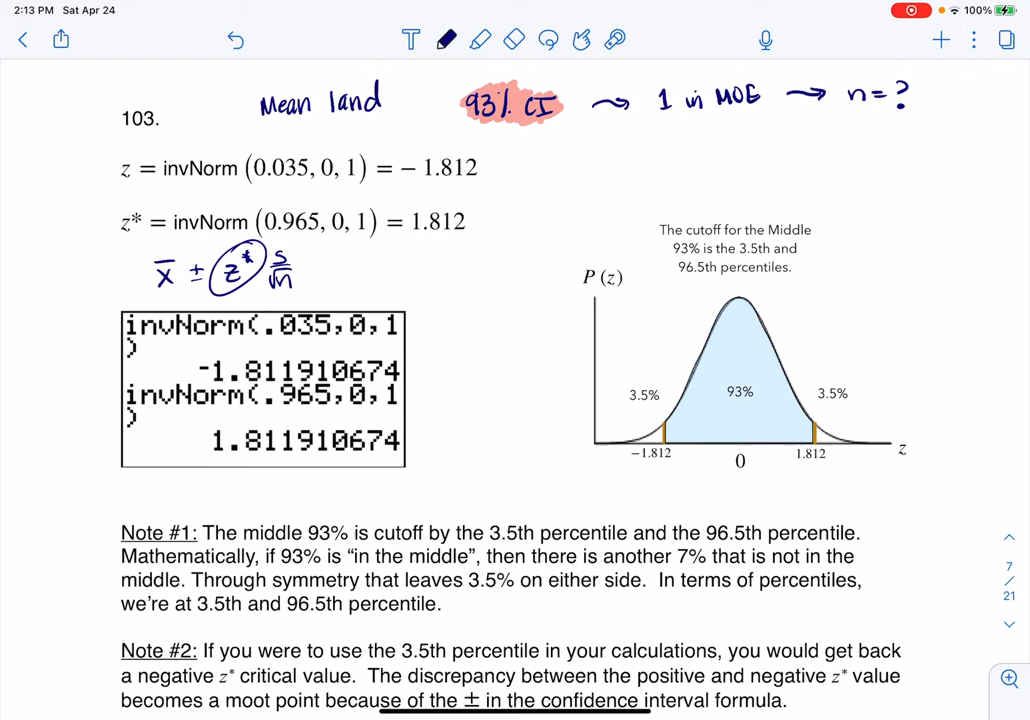 2:13 PM Sat Apr 24
100%
T
Mean land 93% CI → 1 in MOE → n = ?
103.
z = invNorm (0.035, 0, 1) = − 1.812
z* = invNorm (0.965, 0, 1) = 1.812
x̄ ± z* s/√n
The cutoff for the Middle
93% is the 3.5th and
96.5th percentiles.
P (z)
invNorm(.035,0,1
)
-1.811910674
invNorm(.965,0,1
)
1.811910674
3.5% 93% 3.5%
−1.812 0 1.812 z
Note #1: The middle 93% is cutoff by the 3.5th percentile and the 96.5th percentile.
Mathematically, if 93% is “in the middle”, then there is another 7% that is not in the
middle. Through symmetry that leaves 3.5% on either side. In terms of percentiles,
we’re at 3.5th and 96.5th percentile.
7
/
21
Note #2: If you were to use the 3.5th percentile in your calculations, you would get back
a negative z* critical value. The discrepancy between the positive and negative z* value
becomes a moot point because of the ± in the confidence interval formula.